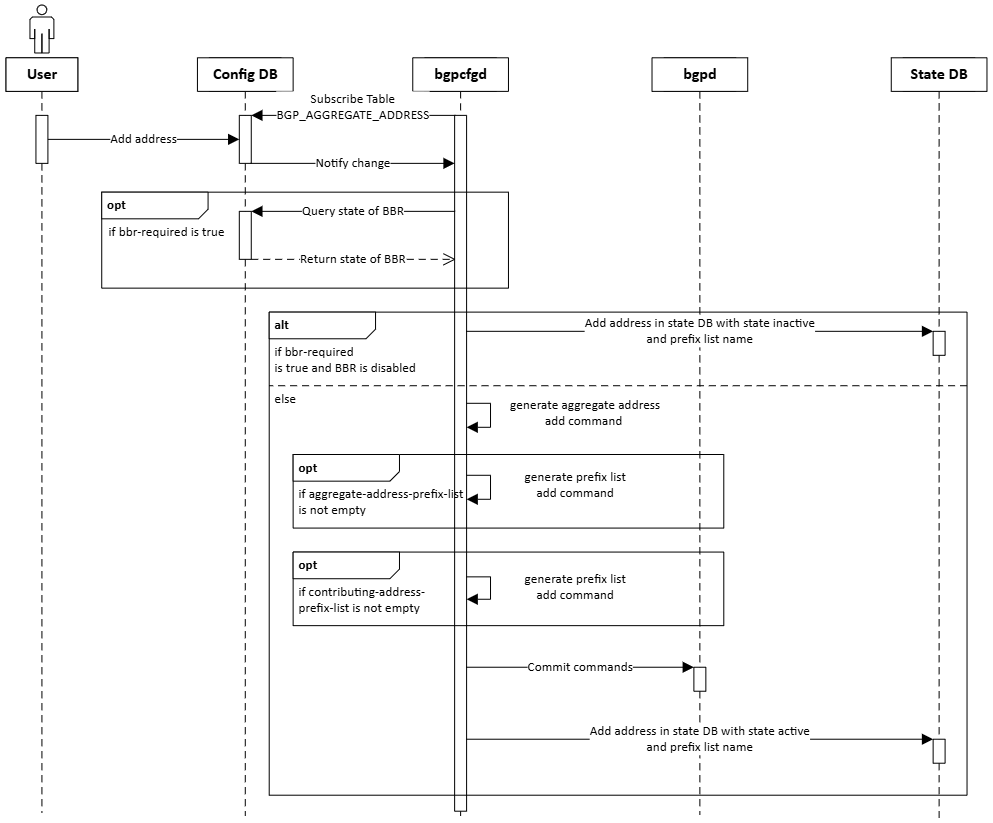 User
Config DB
bgpcfgd
bgpd
State DB
Subscribe Table
BGP_AGGREGATE_ADDRESS
Add address
Notify change
opt
if bbr-required is true
Query state of BBR
Return state of BBR
alt
if bbr-required
is true and BBR is disabled
Add address in state DB with state inactive
and prefix list name
else
generate aggregate address
add command
opt
if aggregate-address-prefix-list
is not empty
generate prefix list
add command
opt
if contributing-address-
prefix-list is not empty
generate prefix list
add command
Commit commands
Add address in state DB with state active
and prefix list name